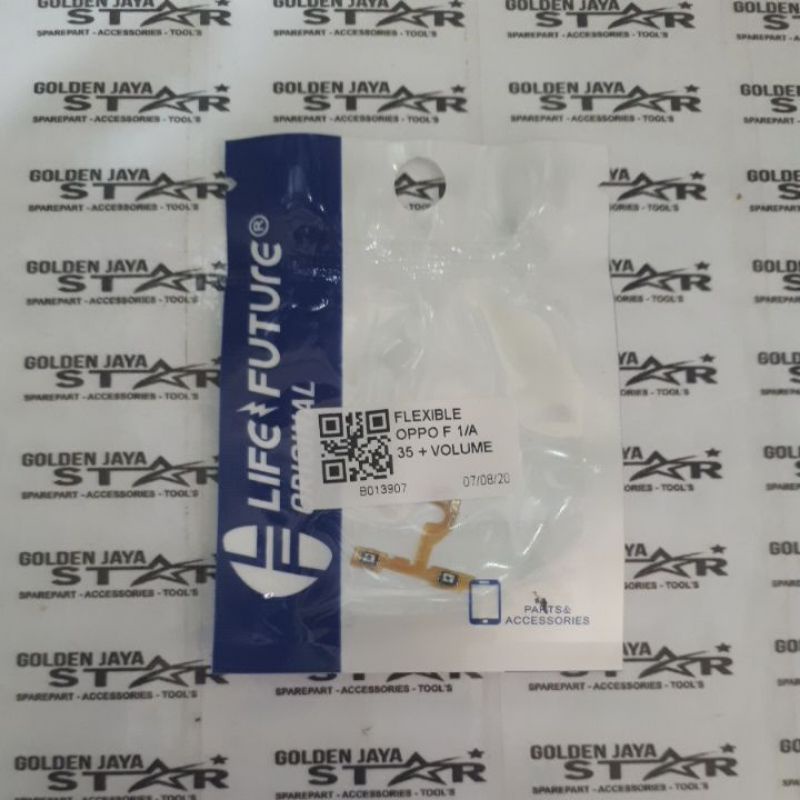 GOLDEN JAYA
STAR
SPAREPART - ACCESSORIES - TOOL'S
LIFE FUTURE®
ORIGINAL
FLEXIBLE
OPPO F 1/A
35 + VOLUME
B013907
07/08/20
PARTS &
ACCESSORIES